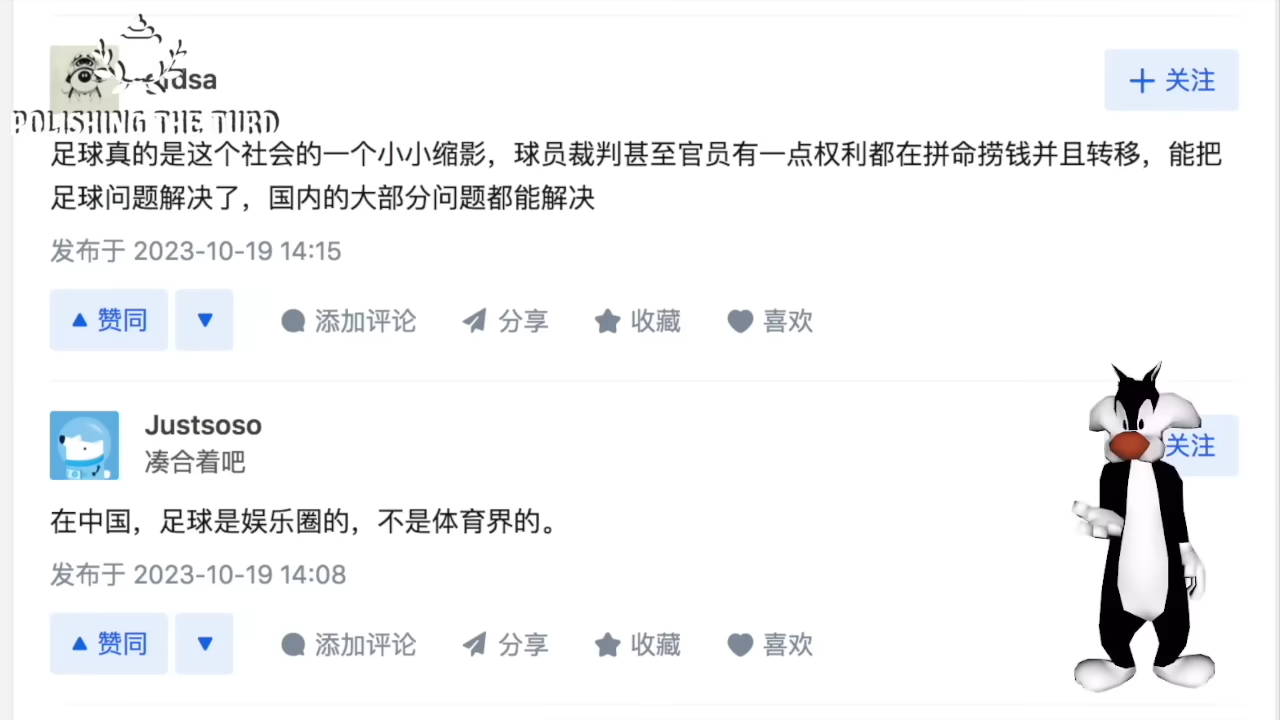 关注
POLISHING THE TURD
足球真的是这个社会的一个小小缩影，球员裁判甚至官员有一点权利都在拼命捞钱并且转移，能把
足球问题解决了，国内的大部分问题都能解决
发布于 2023-10-19 14:15
赞同 添加评论 分享 收藏 喜欢
Justsoso
关注
凑合着吧
在中国，足球是娱乐圈的，不是体育界的。
发布于 2023-10-19 14:08
赞同 添加评论 分享 收藏 喜欢